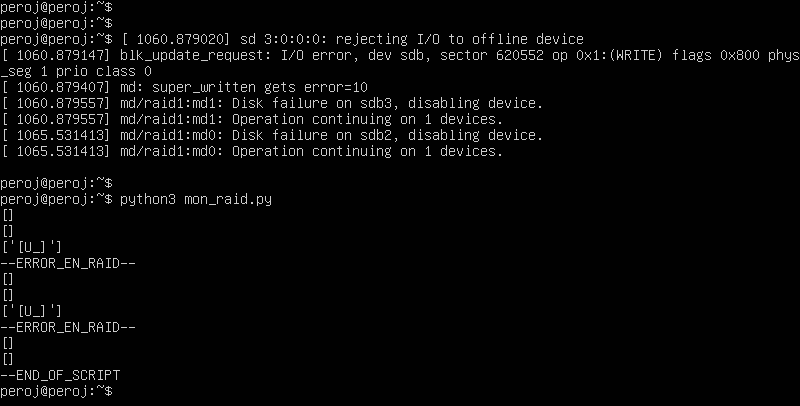 peroj@peroj:~$
peroj@peroj:~$
peroj@peroj:~$ [ 1060.879020] sd 3:0:0:0: rejecting I/O to offline device
[ 1060.879147] blk_update_request: I/O error, dev sdb, sector 620552 op 0x1:(WRITE) flags 0x800 phys
_seg 1 prio class 0
[ 1060.879407] md: super_written gets error=10
[ 1060.879557] md/raid1:md1: Disk failure on sdb3, disabling device.
[ 1060.879557] md/raid1:md1: Operation continuing on 1 devices.
[ 1065.531413] md/raid1:md0: Disk failure on sdb2, disabling device.
[ 1065.531413] md/raid1:md0: Operation continuing on 1 devices.
peroj@peroj:~$
peroj@peroj:~$ python3 mon_raid.py
[]
[]
['[U_]']
--ERROR_EN_RAID--
[]
[]
['[U_]']
--ERROR_EN_RAID--
[]
[]
--END_OF_SCRIPT
peroj@peroj:~$